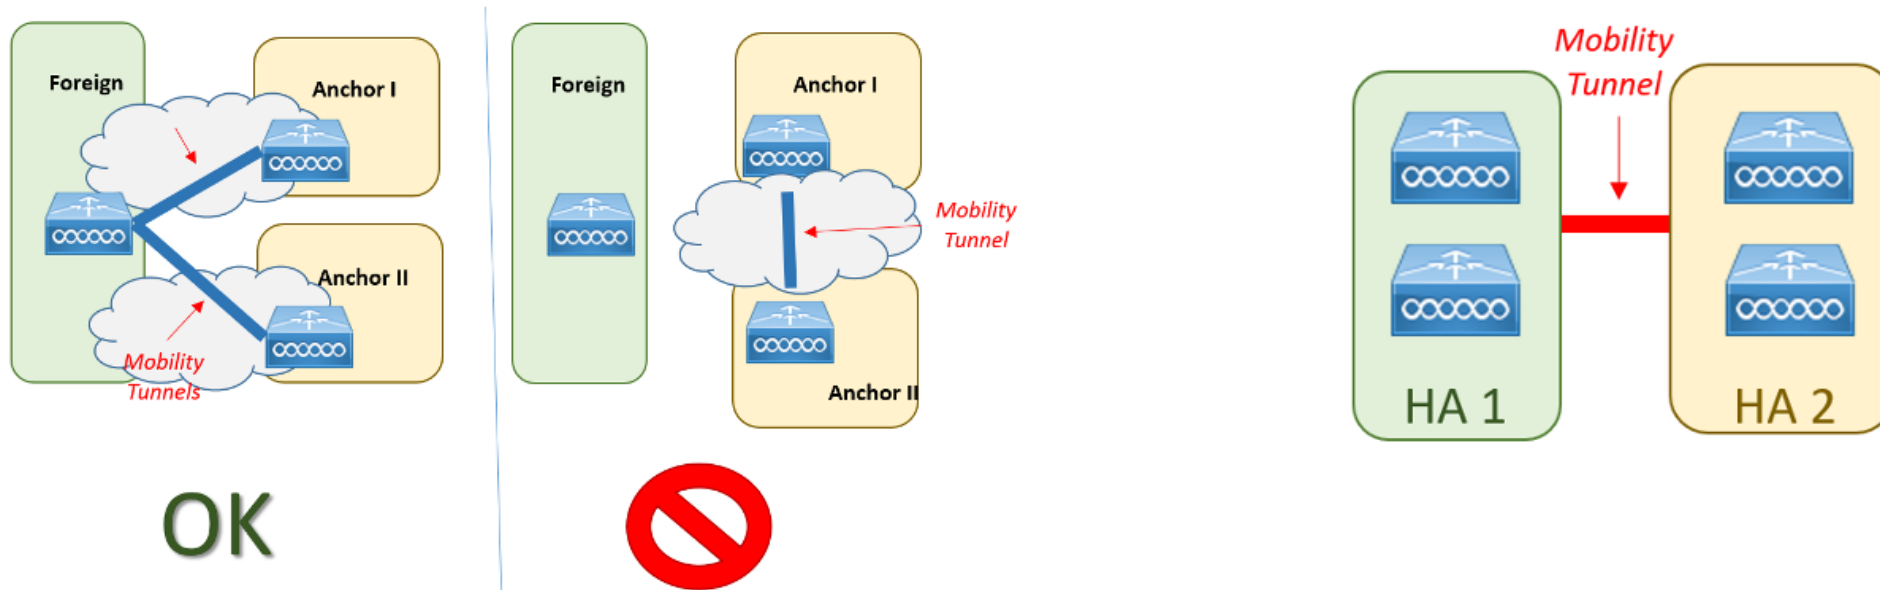 Foreign
Anchor I
Anchor II
Mobility
Tunnels
OK
Foreign
Anchor I
Mobility
Tunnel
Anchor II
Mobility
Tunnel
HA 1
HA 2